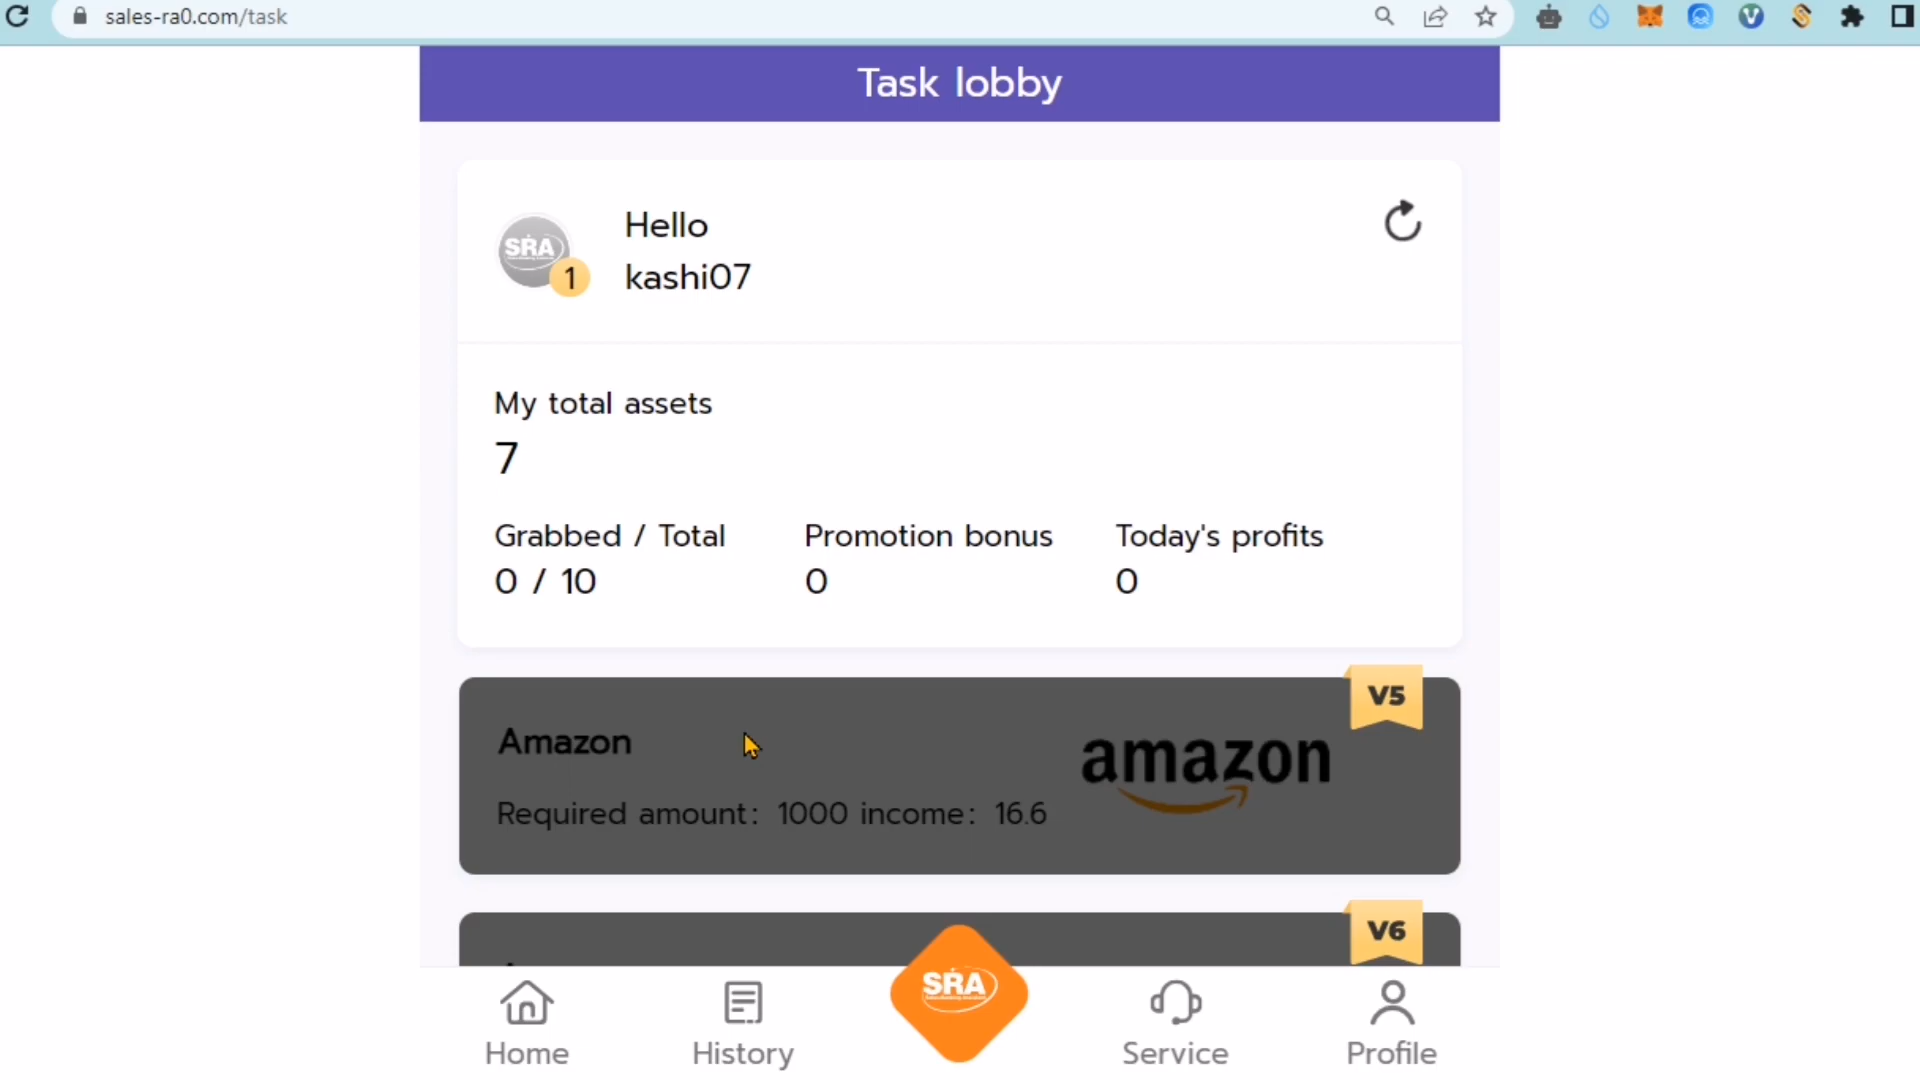 sales-ra0.com/task
Task lobby
SRA
1
Hello
kashi07
My total assets
7
Grabbed / Total
Promotion bonus
Today's profits
0 / 10
0
0
V5
Amazon
amazon
Required amount: 1000 income: 16.6
V6
SRA
Home
History
Service
Profile